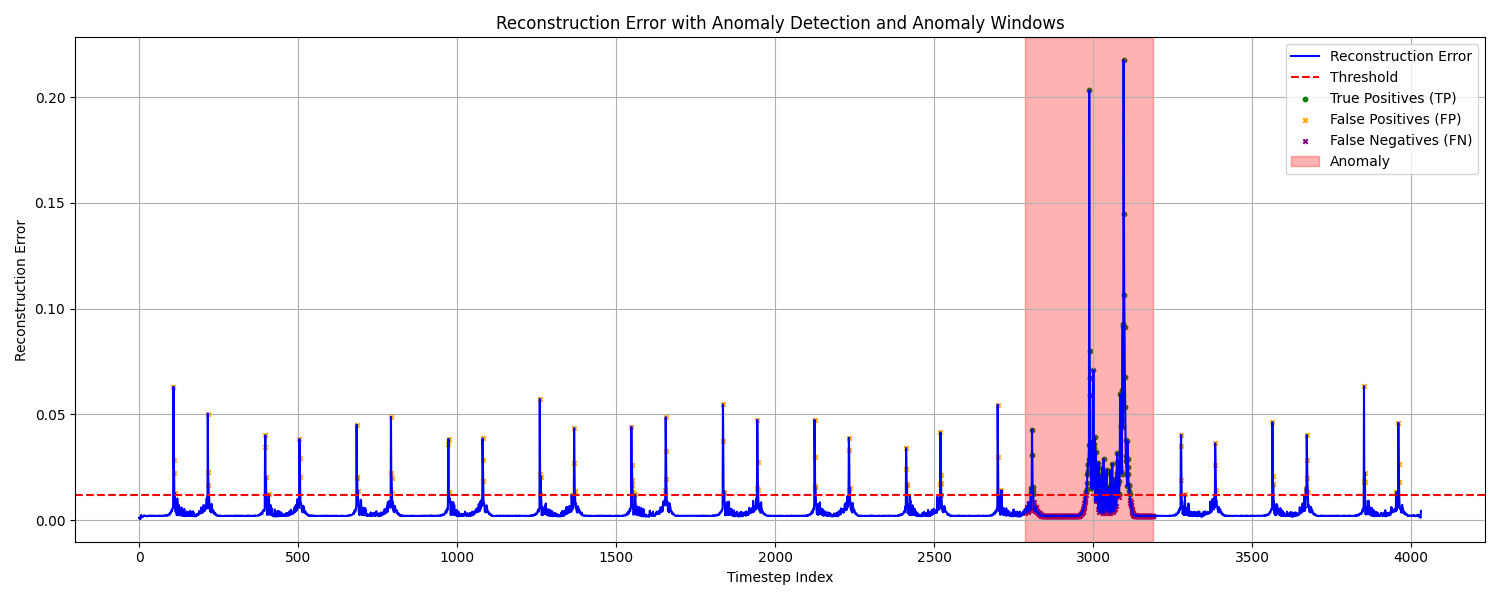 Reconstruction Error with Anomaly Detection and Anomaly Windows
Reconstruction Error
Threshold
True Positives (TP)
False Positives (FP)
False Negatives (FN)
Anomaly
Reconstruction Error
0.20
0.15
0.10
0.05
0.00
0 500 1000 1500 2000 2500 3000 3500 4000
Timestep Index